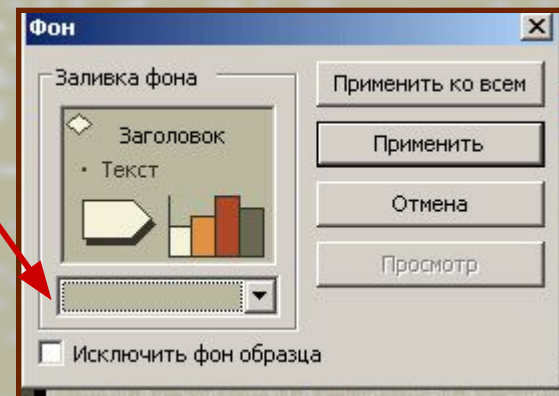 Фон
Заливка фона
Заголовок
• Текст
Применить ко всем
Применить
Отмена
Просмотр
Исключить фон образца